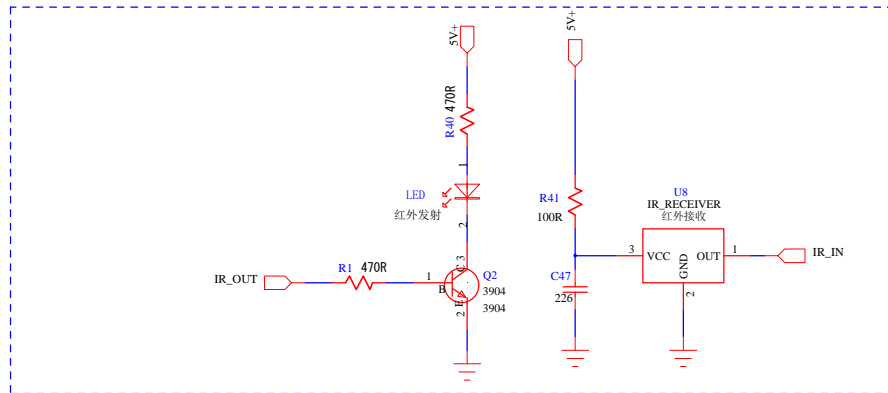 5V+
5V+
R40
470R
1
LED
红外发射
2
R41
100R
U8
IR_RECEIVER
红外接收
3
VCC
GND
OUT
1
IR_IN
2
C47
226
IR_OUT
R1
470R
1
B
C
3
E
2
Q2
3904
3904